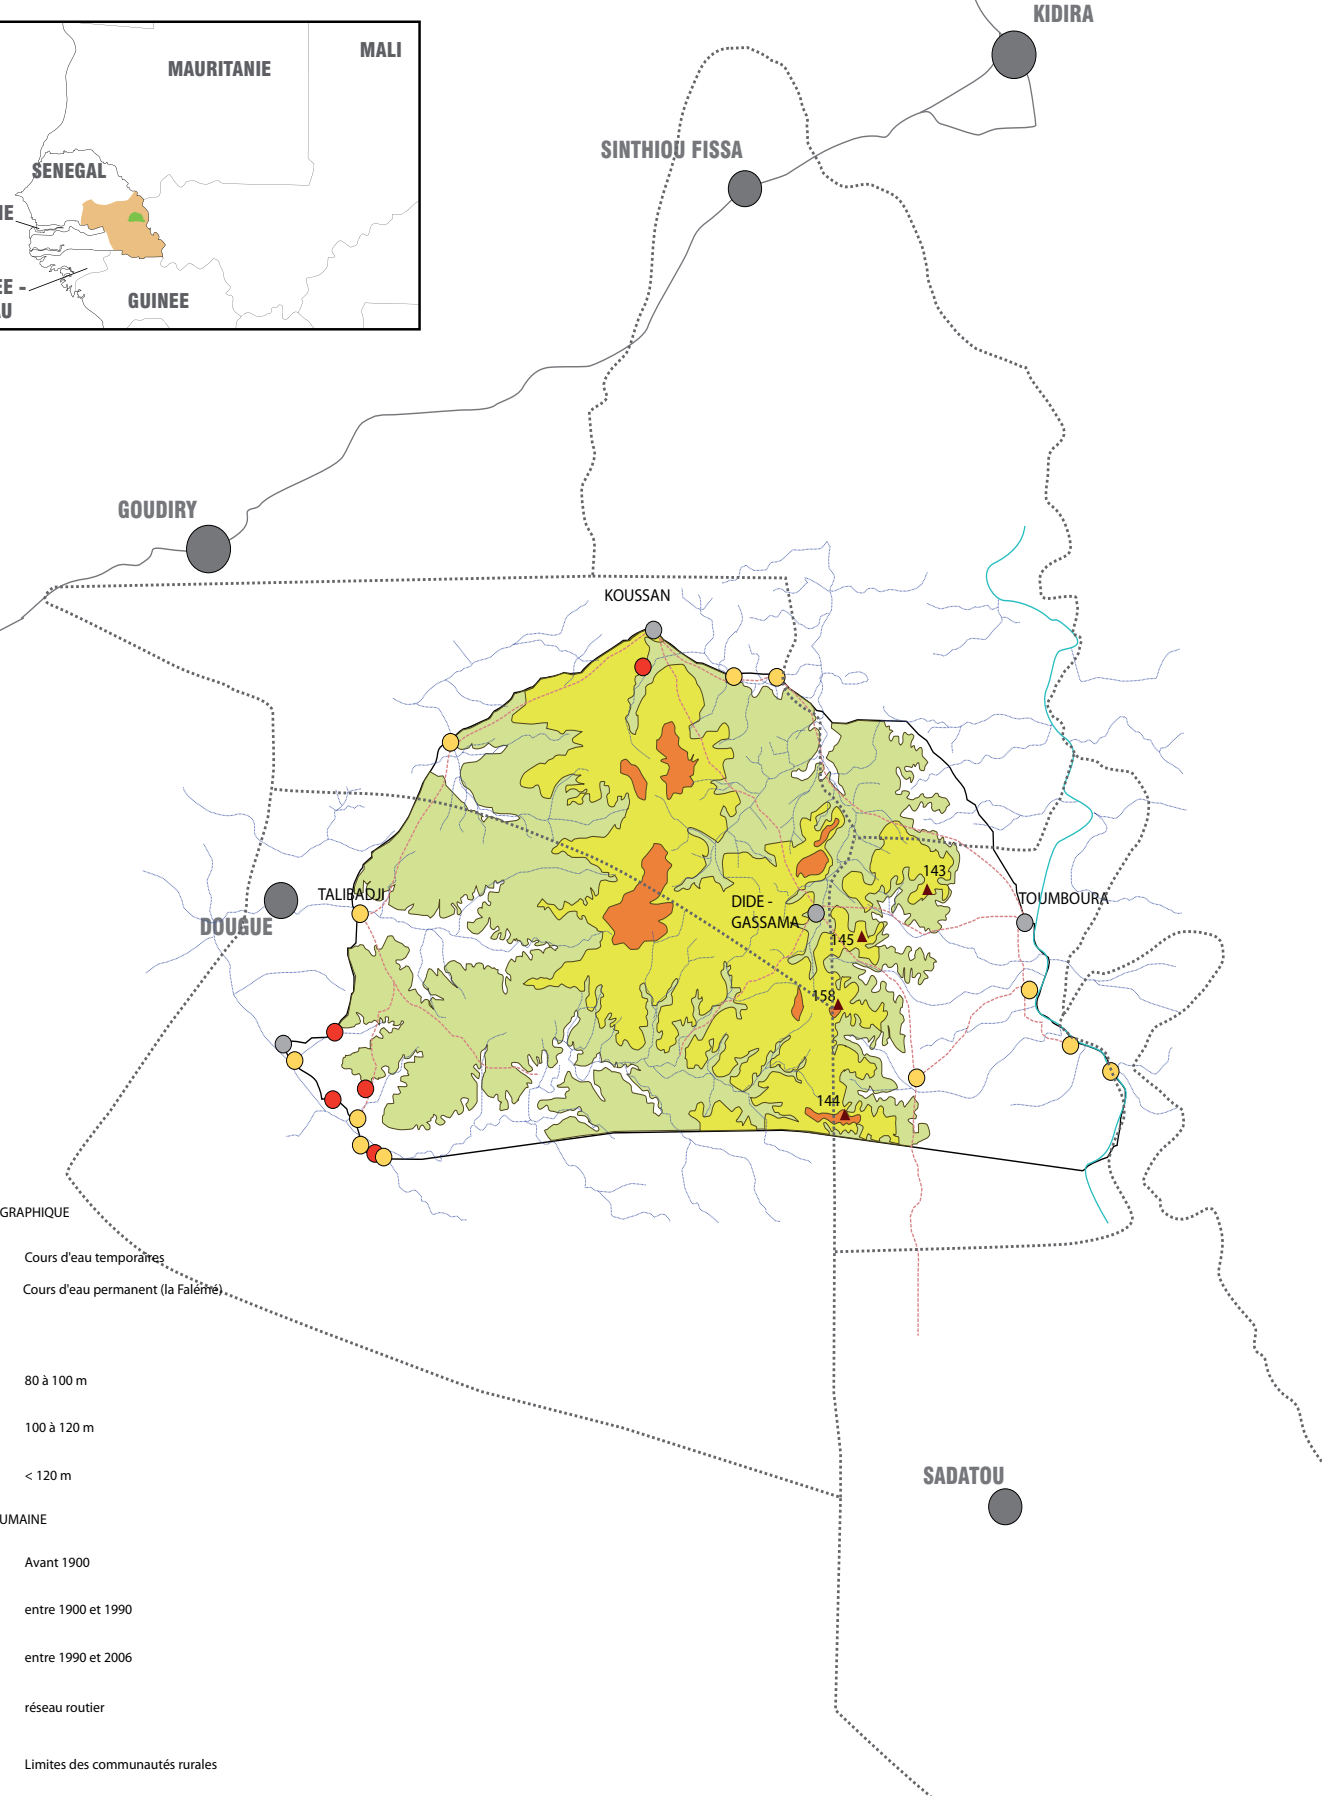 KIDIRA
MALI
MAURITANIE
SINTHIOU FISSA
SENEGAL
IE
EE -
AU
GUINEE
GOUDIRY
KOUSSAN
143
TALIBADJI
DIDE -
GASSAMA
TOUMBOURA
DOUGUE
145
158
144
GRAPHIQUE
Cours d'eau temporaires
Cours d'eau permanent (la Falémé)
80 à 100 m
100 à 120 m
< 120 m
SADATOU
UMAINE
Avant 1900
entre 1900 et 1990
entre 1990 et 2006
réseau routier
Limites des communautés rurales